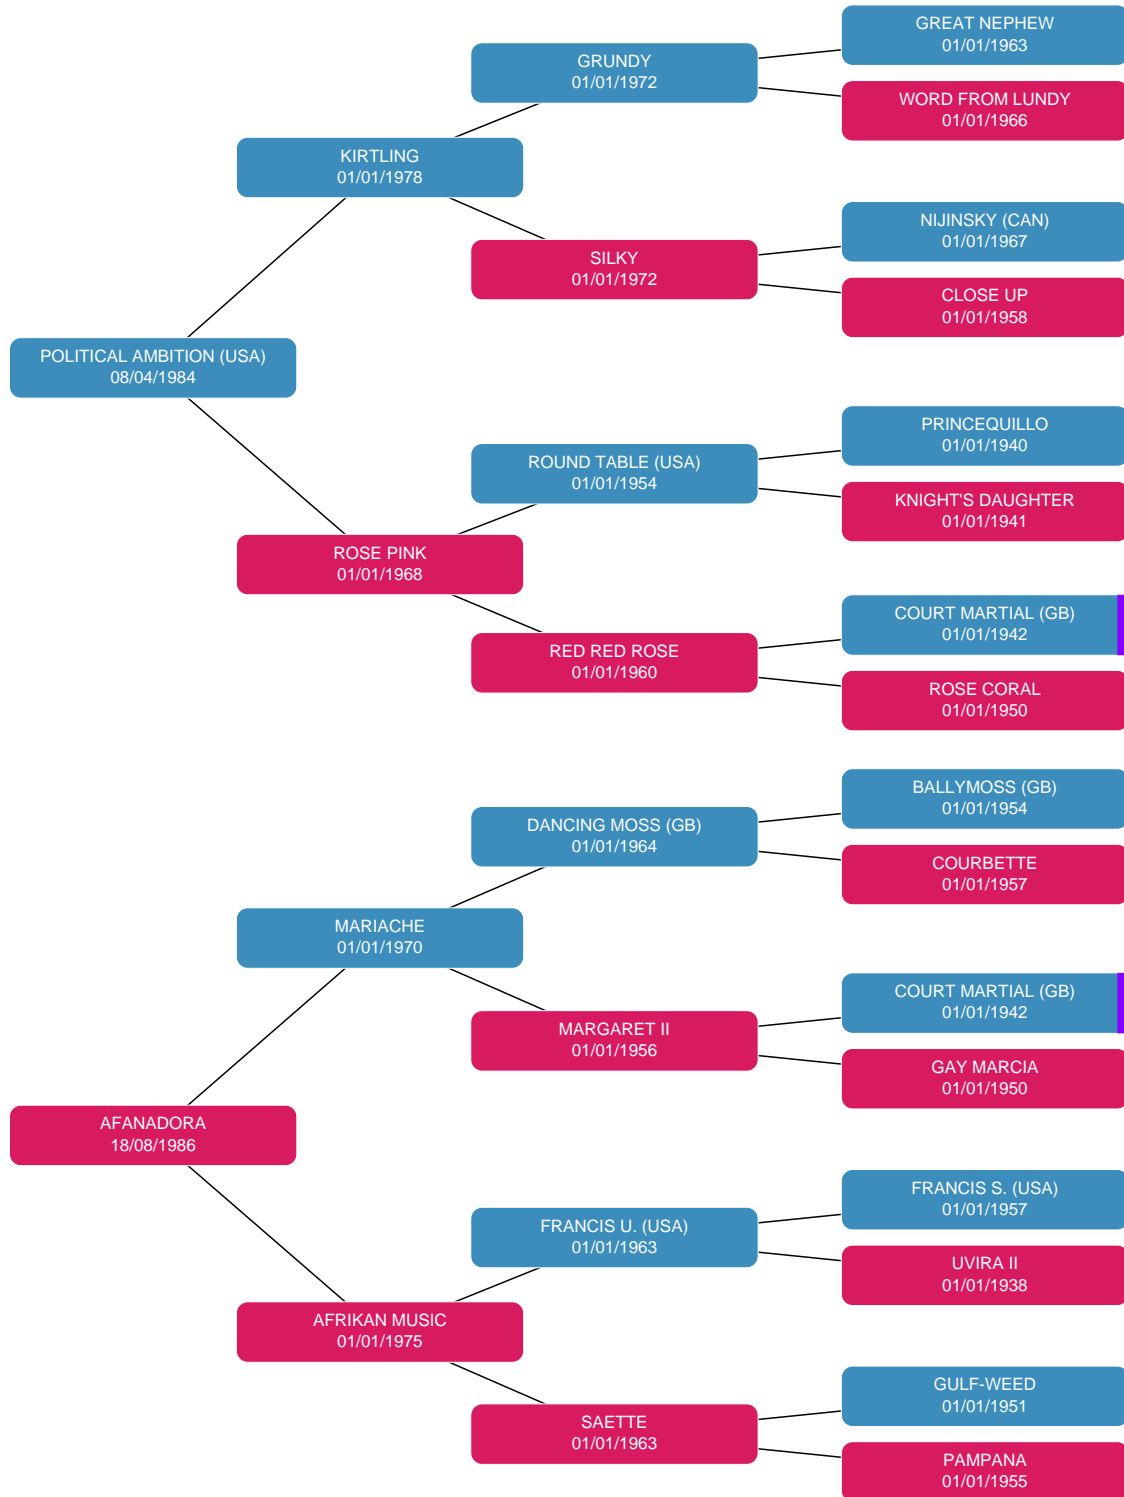 GREAT NEPHEW
01/01/1963
GRUNDY
01/01/1972
WORD FROM LUNDY
01/01/1966
KIRTLING
01/01/1978
NIJINSKY (CAN)
01/01/1967
SILKY
01/01/1972
CLOSE UP
01/01/1958
POLITICAL AMBITION (USA)
08/04/1984
PRINCEQUILLO
01/01/1940
ROUND TABLE (USA)
01/01/1954
KNIGHT'S DAUGHTER
01/01/1941
ROSE PINK
01/01/1968
COURT MARTIAL (GB)
01/01/1942
RED RED ROSE
01/01/1960
ROSE CORAL
01/01/1950
BALLYMOSS (GB)
01/01/1954
DANCING MOSS (GB)
01/01/1964
COURBETTE
01/01/1957
MARIACHE
01/01/1970
COURT MARTIAL (GB)
01/01/1942
MARGARET II
01/01/1956
GAY MARCIA
01/01/1950
AFANADORA
18/08/1986
FRANCIS S. (USA)
01/01/1957
FRANCIS U. (USA)
01/01/1963
UVIRA II
01/01/1938
AFRIKAN MUSIC
01/01/1975
GULF-WEED
01/01/1951
SAETTE
01/01/1963
PAMPANA
01/01/1955